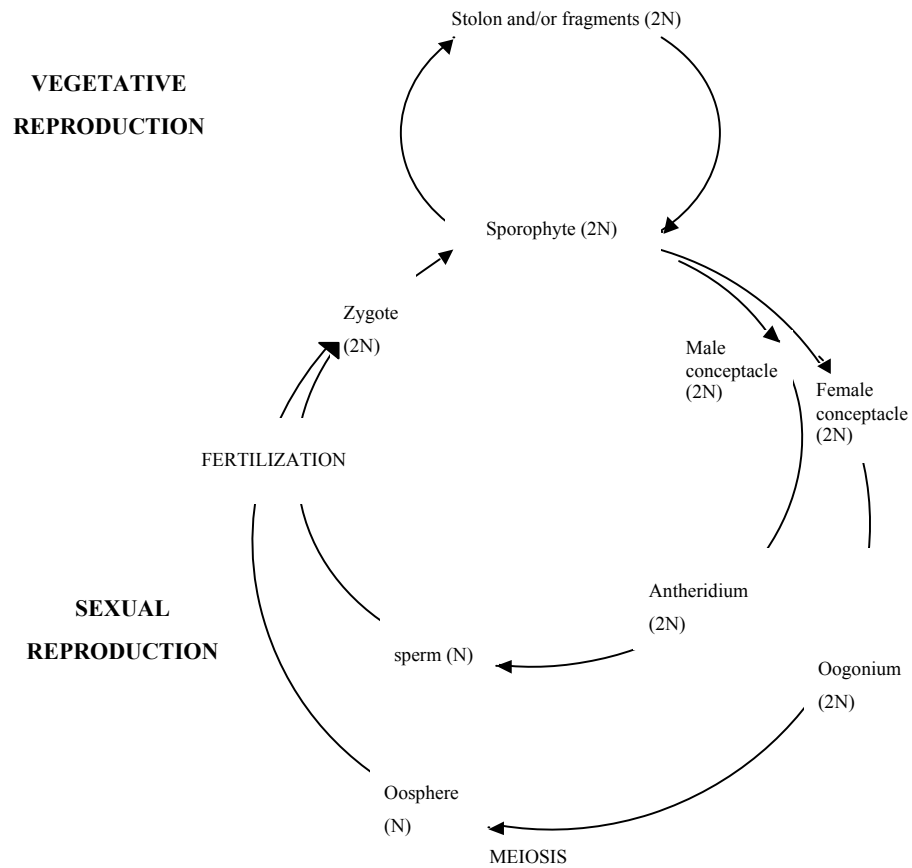 Stolon and/or fragments (2N)
VEGETATIVE
REPRODUCTION
Sporophyte (2N)
Zygote
(2N)
Male
conceptacle
(2N)
Female
conceptacle
(2N)
FERTILIZATION
Antheridium
(2N)
SEXUAL
REPRODUCTION
sperm (N)
Oogonium
(2N)
Oosphere
(N)
MEIOSIS